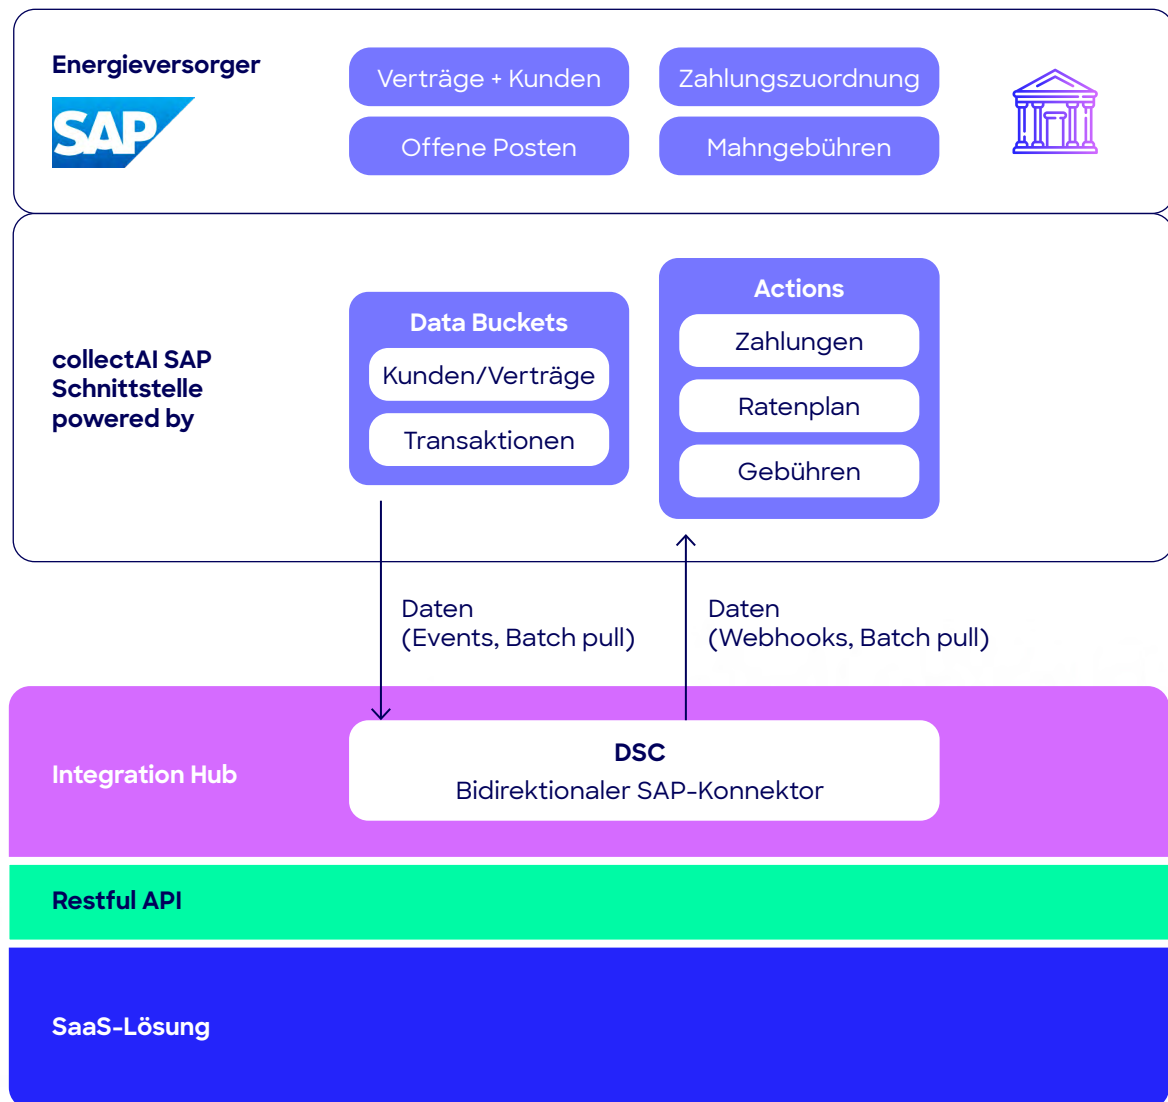 Energieversorger
SAP
Verträge + Kunden
Zahlungszuordnung
Offene Posten
Mahngebühren
collectAI SAP
Schnittstelle
powered by
Data Buckets
Kunden/Verträge
Transaktionen
Actions
Zahlungen
Ratenplan
Gebühren
Daten
(Events, Batch pull)
Daten
(Webhooks, Batch pull)
Integration Hub
DSC
Bidirektionaler SAP-Konnektor
Restful API
SaaS-Lösung